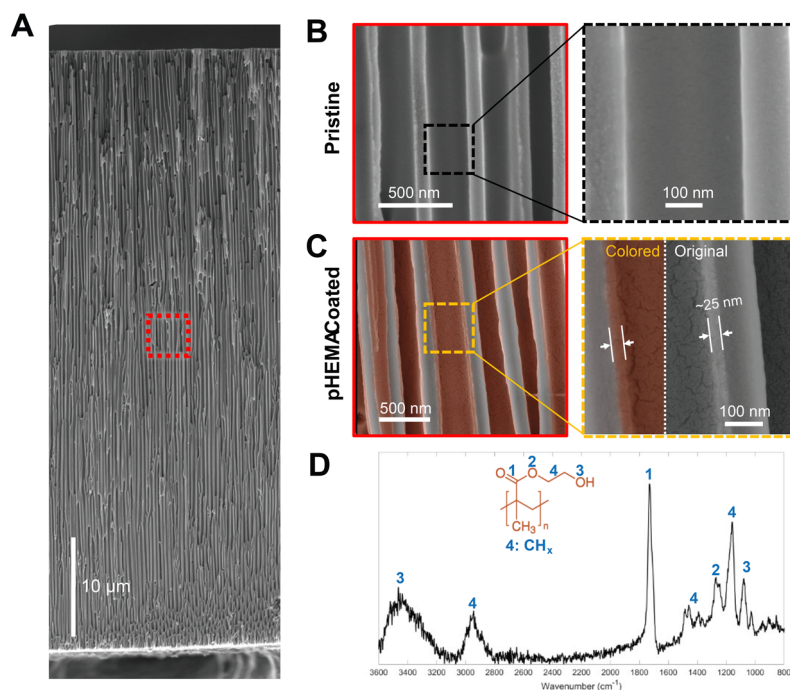 A
10 µm
B
Pristine
500 nm
100 nm
C
pHEMACoated
500 nm
Colored
Original
~25 nm
100 nm
D
1
2
4
3
O
O
OH
CH3
n
4: CHx
3
4
1
4
2
4
3
3600 3400 3200 3000 2800 2600 2400 2200 2000 1800 1600 1400 1200 1000 800
Wavenumber (cm-1)